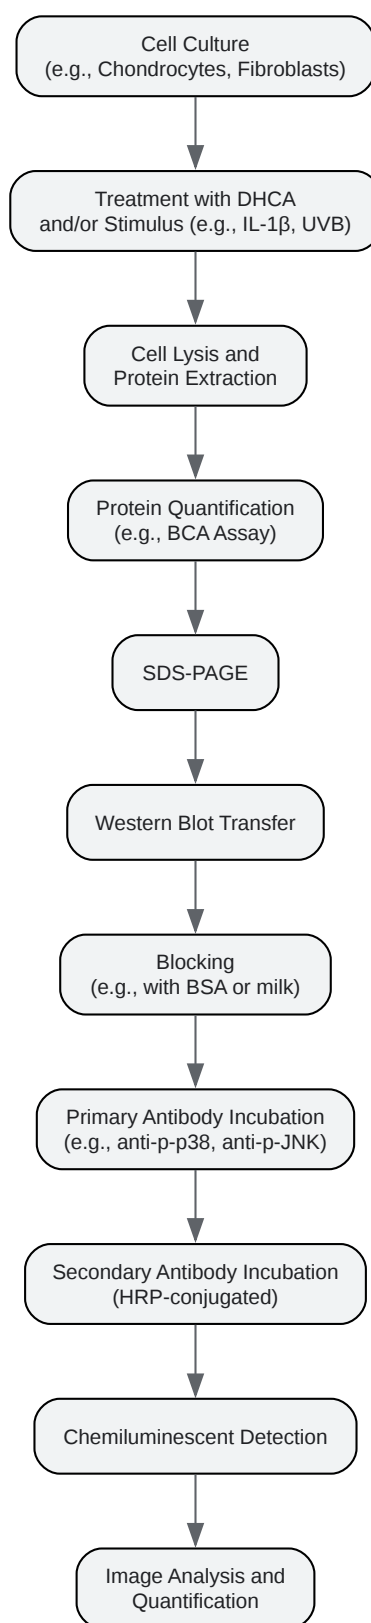 Cell Culture
(e.g., Chondrocytes, Fibroblasts)
Treatment with DHCA
and/or Stimulus (e.g., IL-1β, UVB)
Cell Lysis and
Protein Extraction
Protein Quantification
(e.g., BCA Assay)
SDS-PAGE
Western Blot Transfer
Blocking
(e.g., with BSA or milk)
Primary Antibody Incubation
(e.g., anti-p-p38, anti-p-JNK)
Secondary Antibody Incubation
(HRP-conjugated)
Chemiluminescent Detection
Image Analysis and
Quantification